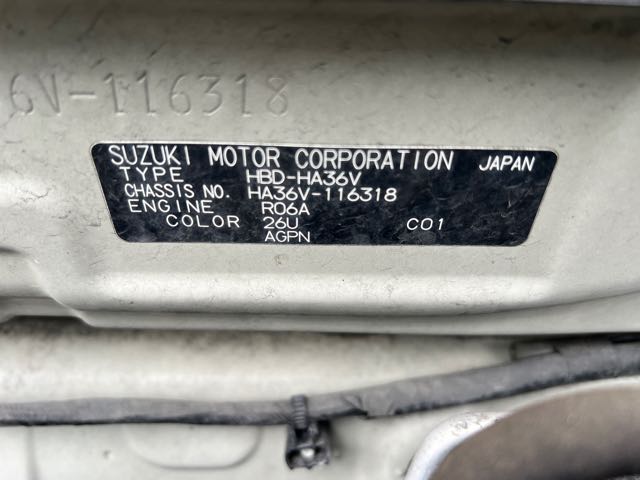 6V-116318
SUZUKI MOTOR CORPORATION JAPAN
TYPE HBD-HA36V
CHASSIS NO. HA36V-116318
ENGINE R06A
COLOR 26U C01
AGPN